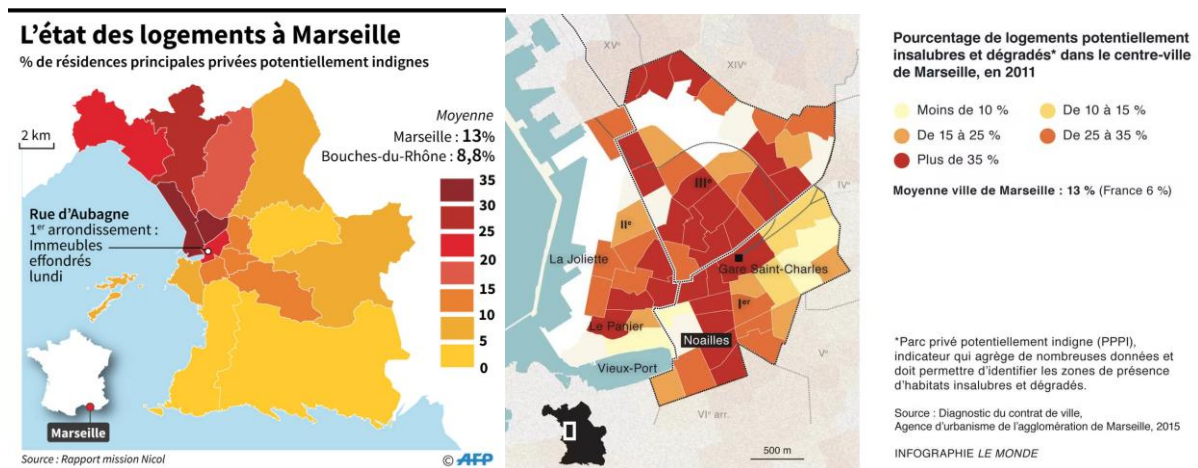 L'état des logements à Marseille
% de résidences principales privées potentiellement indignes
2 km
Moyenne
Marseille : 13%
Bouches-du-Rhône : 8,8%
35
30
25
20
15
10
5
0
Rue d'Aubagne
1er arrondissement :
Immeubles
effondrés
lundi
Marseille
Source : Rapport mission Nicol
© AFP
XVe
XIVe
IIIe
IVe
IIe
La Joliette
Gare Saint-Charles
Ier
Le Panier
Noailles
Vieux-Port
Ve
VIe arr.
500 m
Pourcentage de logements potentiellement
insalubres et dégradés* dans le centre-ville
de Marseille, en 2011
Moins de 10 %
De 10 à 15 %
De 15 à 25 %
De 25 à 35 %
Plus de 35 %
Moyenne ville de Marseille : 13 % (France 6 %)
*Parc privé potentiellement indigne (PPPI),
indicateur qui agrège de nombreuses données et
doit permettre d'identifier les zones de présence
d'habitats insalubres et dégradés.
Source : Diagnostic du contrat de ville,
Agence d'urbanisme de l'agglomération de Marseille, 2015
INFOGRAPHIE LE MONDE